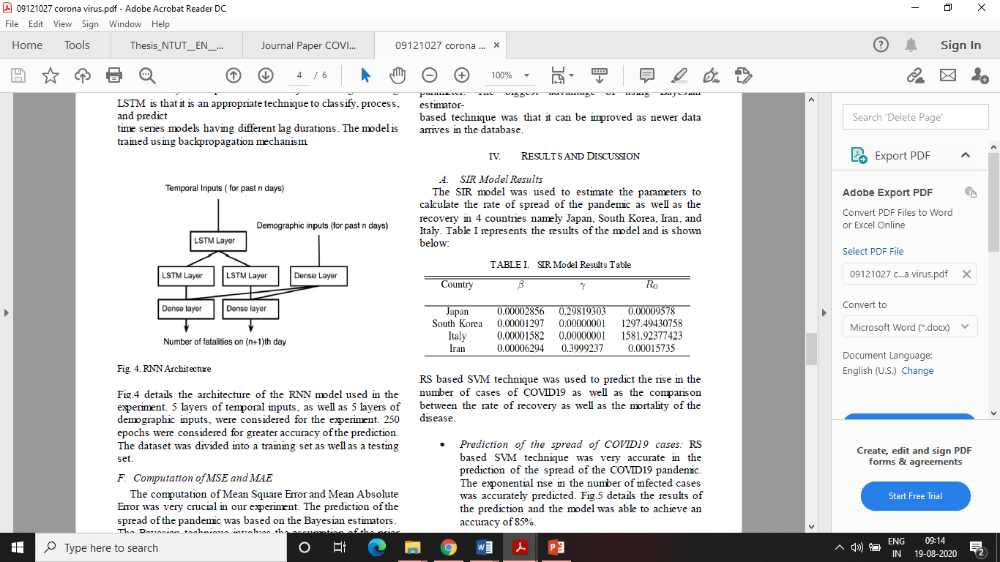 09121027 corona virus.pdf - Adobe Acrobat Reader DC
File Edit View Sign Window Help
Home Tools Thesis_NTUT__EN__... Journal Paper COVI... 09121027 corona ... ×
Sign In
4 / 6 100%
LSTM is that it is an appropriate technique to classify, process,
and predict
time series models having different lag durations. The model is
trained using backpropagation mechanism.
Temporal Inputs ( for past n days)
Demographic inputs (for past n days)
LSTM Layer
LSTM Layer LSTM Layer Dense Layer
Dense layer Dense layer
Number of fatalities on (n+1)th day
Fig. 4. RNN Architecture
Fig.4 details the architecture of the RNN model used in the
experiment. 5 layers of temporal inputs, as well as 5 layers of
demographic inputs, were considered for the experiment. 250
epochs were considered for greater accuracy of the prediction.
The dataset was divided into a training set as well as a testing
set.
F. Computation of MSE and MAE
The computation of Mean Square Error and Mean Absolute
Error was very crucial in our experiment. The prediction of the
spread of the pandemic was based on the Bayesian estimators.
The Bayesian technique involves the assumption of the prior
parameter. The biggest advantage of using Bayesian
estimator-
based technique was that it can be improved as newer data
arrives in the database.
IV. RESULTS AND DISCUSSION
A. SIR Model Results
The SIR model was used to estimate the parameters to
calculate the rate of spread of the pandemic as well as the
recovery in 4 countries namely Japan, South Korea, Iran, and
Italy. Table I represents the results of the model and is shown
below:
TABLE I. SIR Model Results Table
Country β γ R0
Japan 0.00002856 0.29819303 0.00009578
South Korea 0.00001297 0.00000001 1297.49430758
Italy 0.00001582 0.00000001 1581.92377423
Iran 0.00006294 0.3999237 0.00015735
RS based SVM technique was used to predict the rise in the
number of cases of COVID19 as well as the comparison
between the rate of recovery as well as the mortality of the
disease.
• Prediction of the spread of COVID19 cases: RS
based SVM technique was very accurate in the
prediction of the spread of the COVID19 pandemic.
The exponential rise in the number of infected cases
was accurately predicted. Fig.5 details the results of
the prediction and the model was able to achieve an
accuracy of 85%.
Search 'Delete Page'
Export PDF
Adobe Export PDF
Convert PDF Files to Word
or Excel Online
Select PDF File
09121027 c...a virus.pdf
Convert to
Microsoft Word (*.docx)
Document Language:
English (U.S.) Change
Create, edit and sign PDF
forms & agreements
Start Free Trial
Type here to search
ENG
IN
09:14
19-08-2020
2